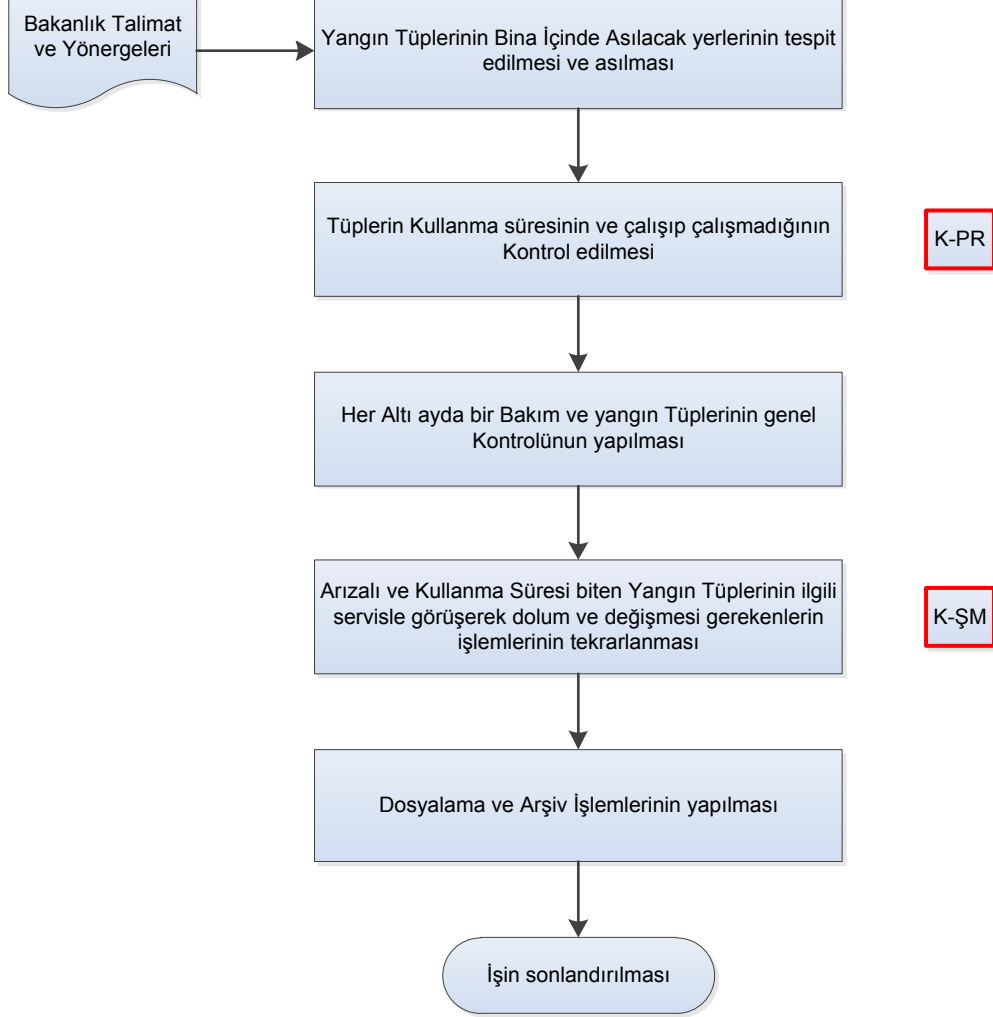 Bakanlık Talimat
ve Yönergeleri
Yangın Tüplerinin Bina İçinde Asılacak yerlerinin tespit
edilmesi ve asılması
Tüplerin Kullanma süresinin ve çalışıp çalışmadığının
Kontrol edilmesi
K-PR
Her Altı ayda bir Bakım ve yangın Tüplerinin genel
Kontrolünun yapılması
Arızalı ve Kullanma Süresi biten Yangın Tüplerinin ilgili
servisle görüşerek dolum ve değişmesi gerekenlerin
işlemlerinin tekrarlanması
K-ŞM
Dosyalama ve Arşiv İşlemlerinin yapılması
İşin sonlandırılması